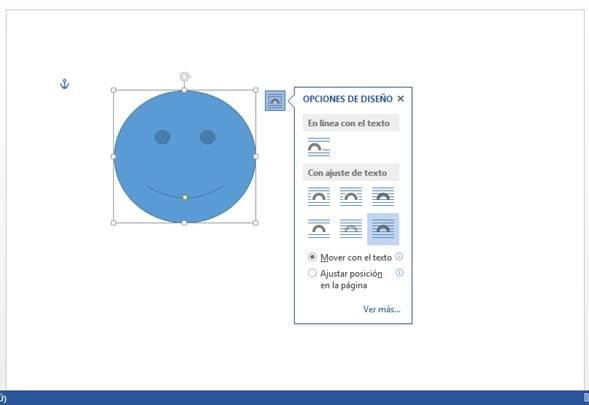 OPCIONES DE DISEÑO
En línea con el texto
Con ajuste de texto
Mover con el texto
Ajustar posición
en la página
Ver más...